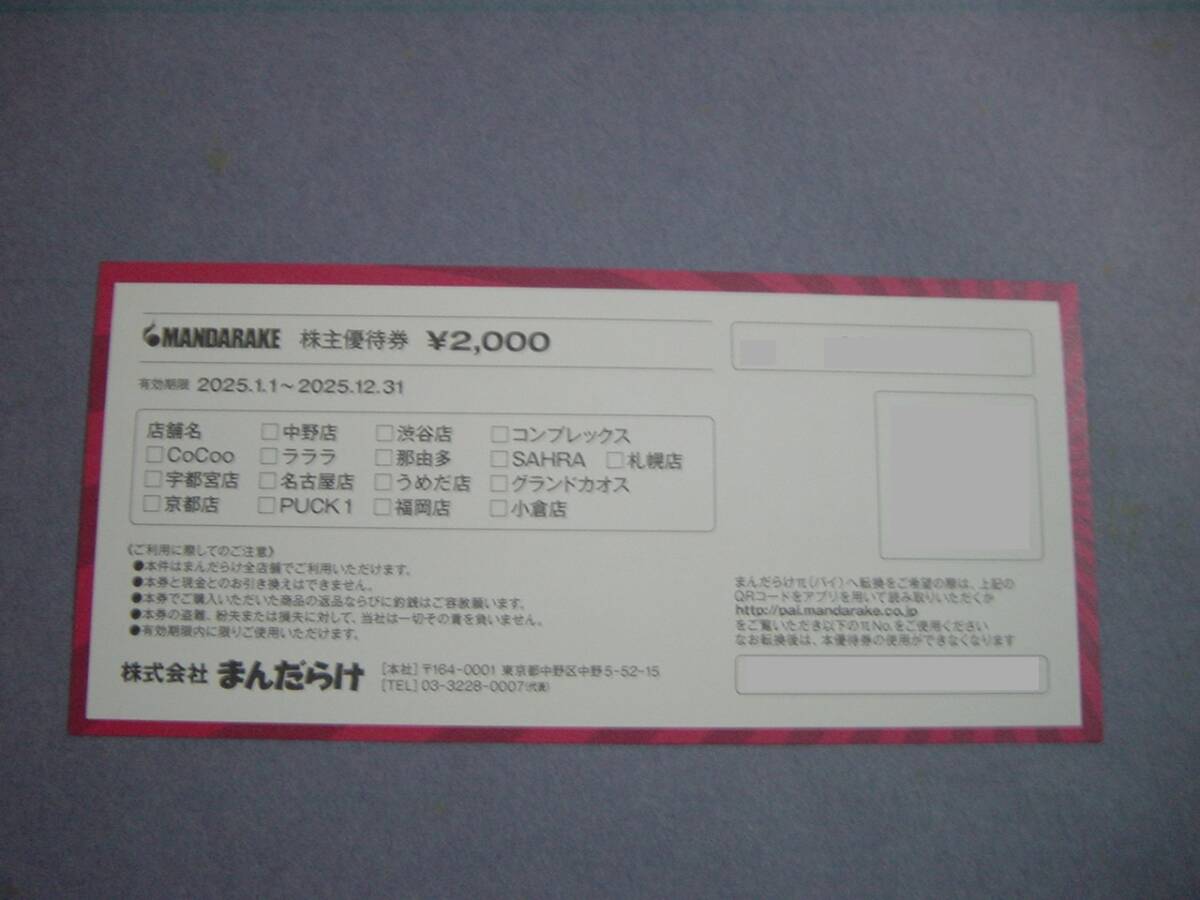 MANDARAKE 株主優待券 ¥2,000
有効期限 2025.1.1~2025.12.31
店舗名 □中野店 □渋谷店 □コンプレックス
□CoCoo □ラララ □那由多 □SAHRA □札幌店
□宇都宮店 □名古屋店 □うめだ店 □グランドカオス
□京都店 □PUCK1 □福岡店 □小倉店
《ご利用に際してのご注意》
●本件はまんだらけ全店舗でご利用いただけます。
●本券と現金とのお引き換えはできません。
●本券でご購入いただいた商品の返品ならびに釣銭はご容赦願います。
●本券の盗難、紛失または損失に対して、当社は一切その責を負いません。
●有効期限内に限りご使用いただけます。
株式会社 まんだらけ
[本社]〒164-0001 東京都中野区中野5-52-15
[TEL] 03-3228-0007(代表)
まんだらけπ(パイ)へ転換をご希望の際は、上記の
QRコードをアプリを用いて読み取りいただくか
http://pai.mandarake.co.jp
をご覧いただき以下のπNo.をご使用ください
なお転換後は、本優待券の使用ができなくなります